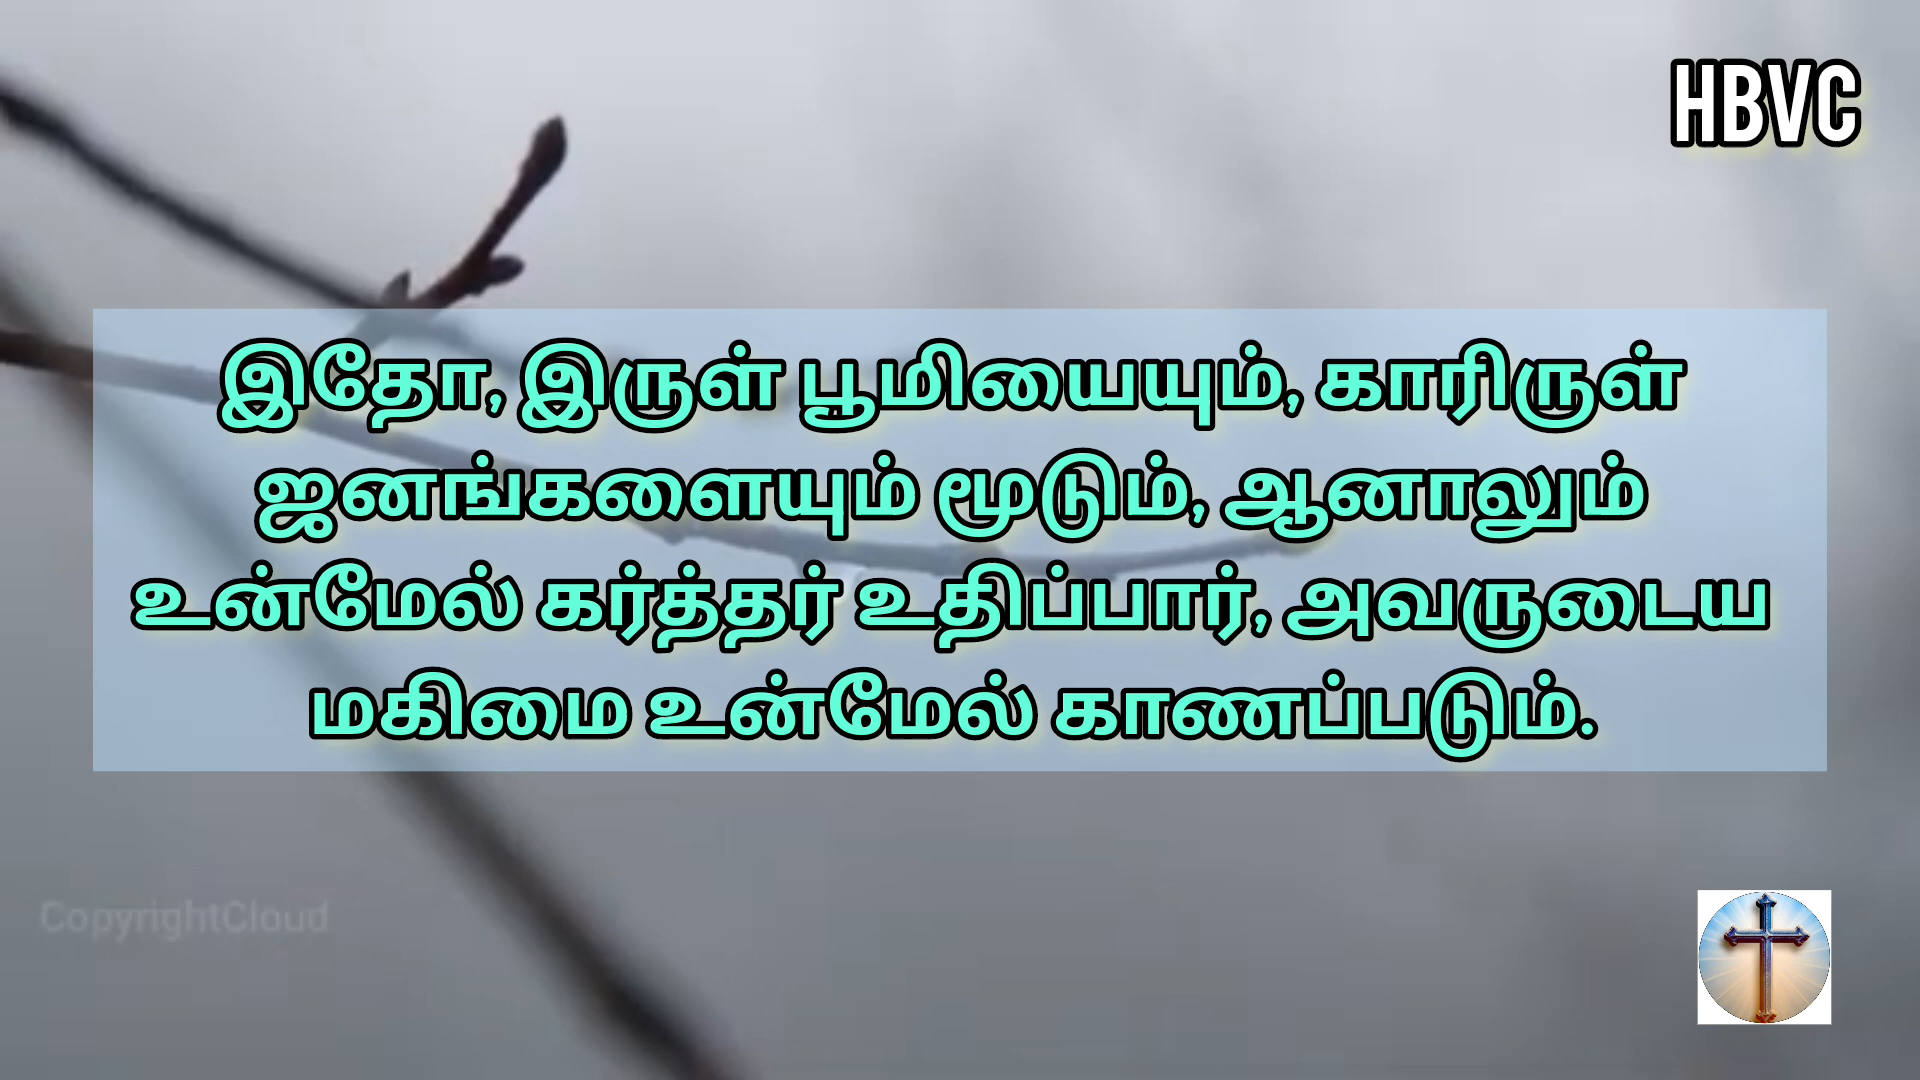 HBVC
இதோ, இருள் பூமியையும், காரிருள்
ஜனங்களையும் மூடும், ஆனாலும்
உன்மேல் கர்த்தர் உதிப்பார், அவருடைய
மகிமை உன்மேல் காணப்படும்.
CopyrightCloud